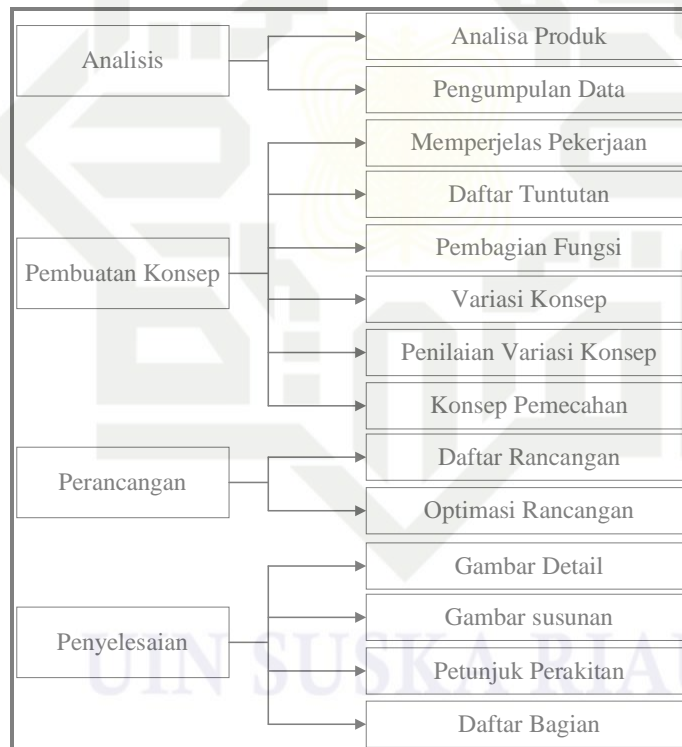 Analisis
Analisa Produk
Pengumpulan Data
Pembuatan Konsep
Memperjelas Pekerjaan
Daftar Tuntutan
Pembagian Fungsi
Variasi Konsep
Penilaian Variasi Konsep
Konsep Pemecahan
Perancangan
Daftar Rancangan
Optimasi Rancangan
Penyelesaian
Gambar Detail
Gambar susunan
Petunjuk Perakitan
Daftar Bagian
UIN SUSKA RIAU